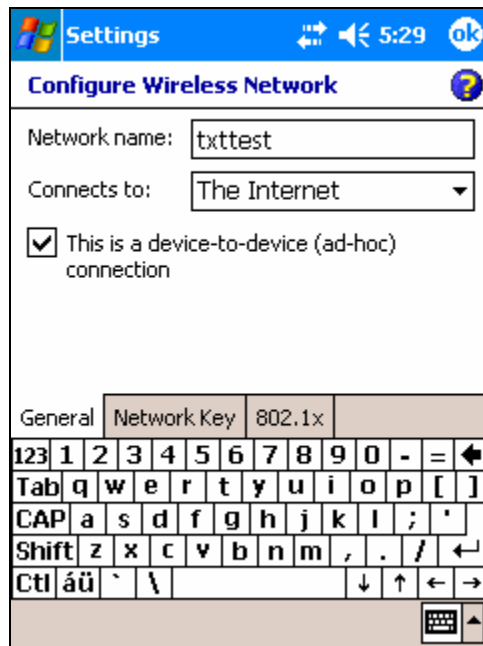 Settings 5:29 ok
Configure Wireless Network ?
Network name: txttest
Connects to: The Internet
This is a device-to-device (ad-hoc)
connection
General Network Key 802.1x
123 1 2 3 4 5 6 7 8 9 0 - = 
Tab q w e r t y u i o p [ ]
CAP a s d f g h j k l ; '
Shift z x c v b n m , . / ↵
Ctl áü ` \ ↓ ↑ ← →